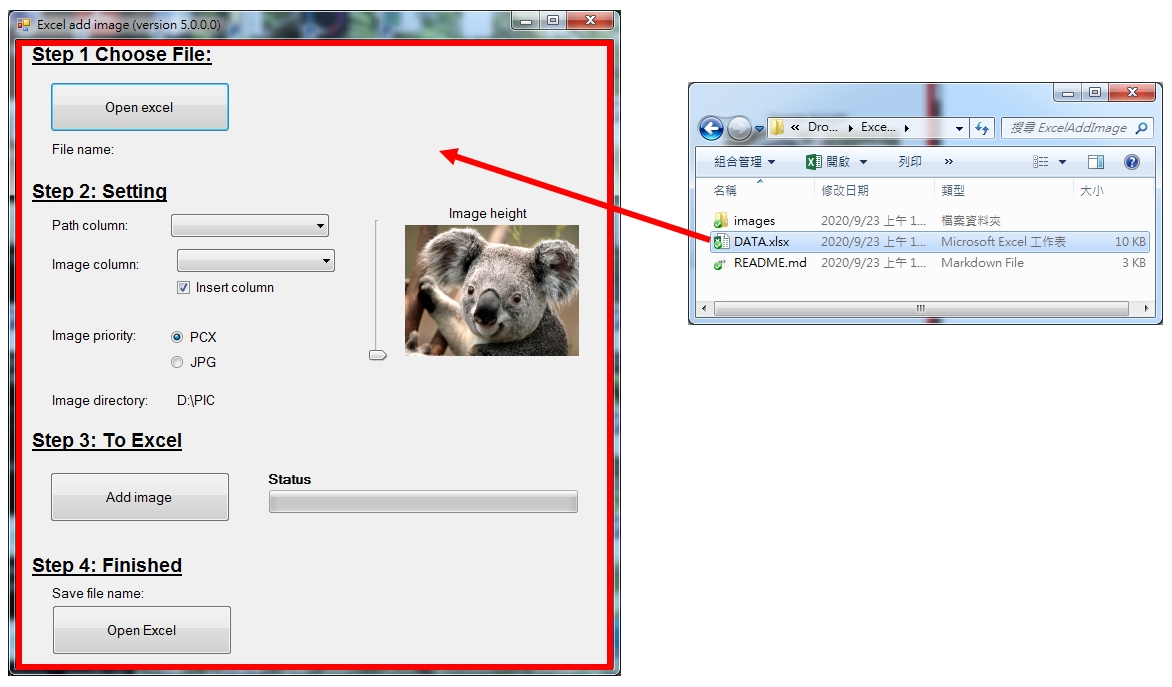 Excel add image (version 5.0.0.0)
Step 1 Choose File:
Open excel
File name:
Step 2: Setting
Path column:
Image column:
Insert column
Image height
Image priority:
PCX
JPG
Image directory: D:\PIC
Step 3: To Excel
Add image
Status
Step 4: Finished
Save file name:
Open Excel
« Dro... Exce...
搜尋 ExcelAddImage
組合管理 開啟 列印 »
名稱 修改日期 類型 大小
images 2020/9/23 上午 1... 檔案資料夾
DATA.xlsx 2020/9/23 上午 1... Microsoft Excel 工作表 10 KB
README.md 2020/9/23 上午 1... Markdown File 3 KB